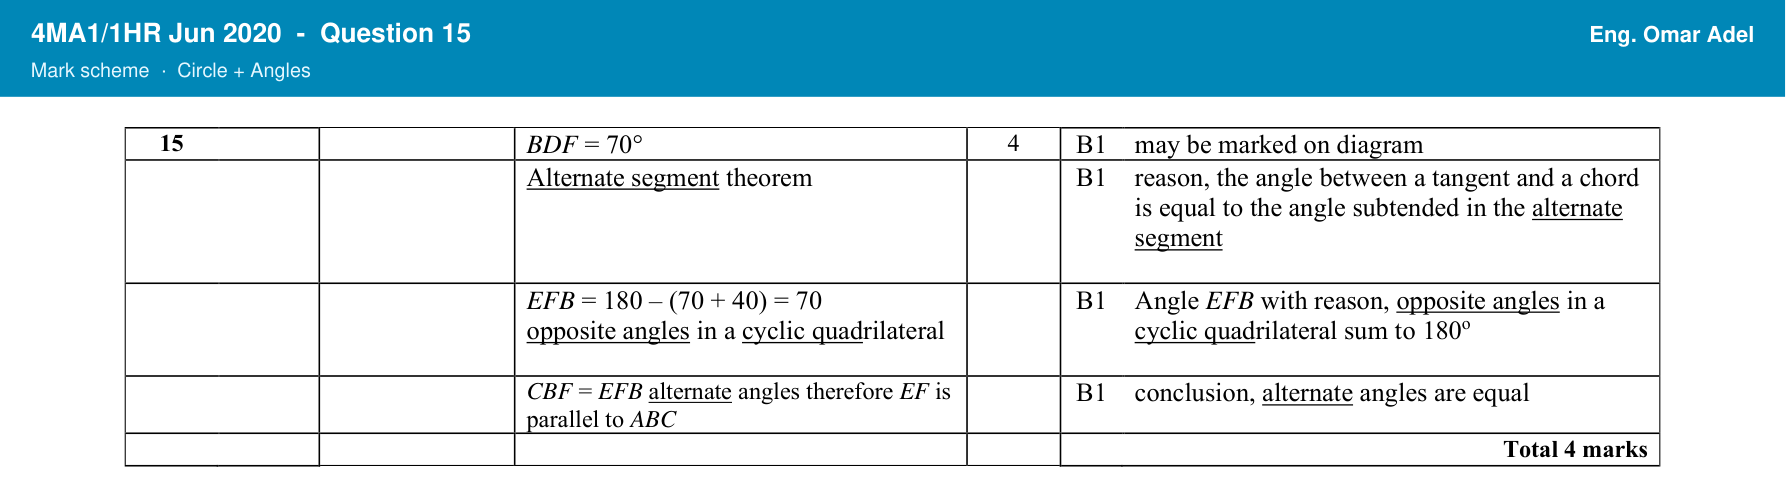 4MA1/1HR Jun 2020 - Question 15
Eng. Omar Adel
Mark scheme · Circle + Angles
15 BDF = 70° 4 B1 may be marked on diagram
Alternate segment theorem B1 reason, the angle between a tangent and a chord
is equal to the angle subtended in the alternate
segment
EFB = 180 – (70 + 40) = 70 B1 Angle EFB with reason, opposite angles in a
opposite angles in a cyclic quadrilateral cyclic quadrilateral sum to 180º
CBF = EFB alternate angles therefore EF is B1 conclusion, alternate angles are equal
parallel to ABC
Total 4 marks